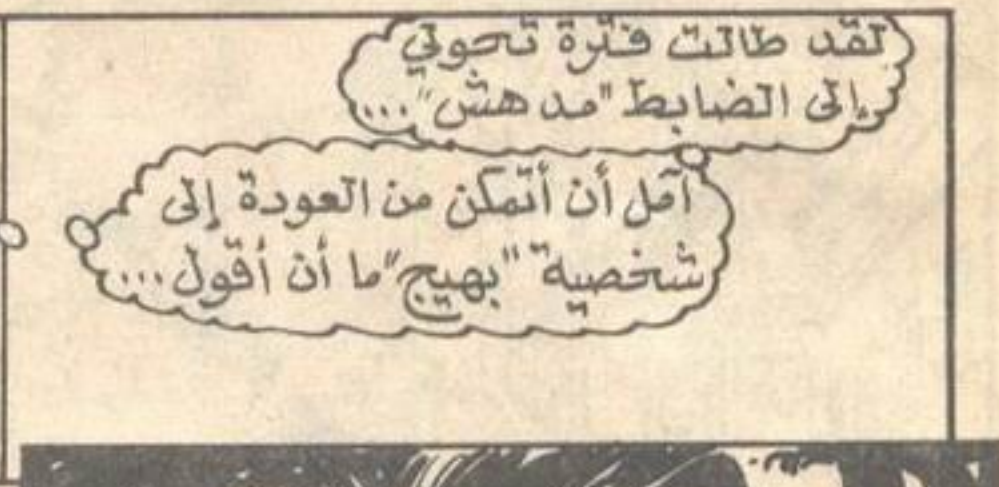 لقد طالت فترة تحولي
إلى الضابط "مدهش"...
آمل أن أتمكن من العودة إلى
شخصية "بهيج" ما أن أقول...